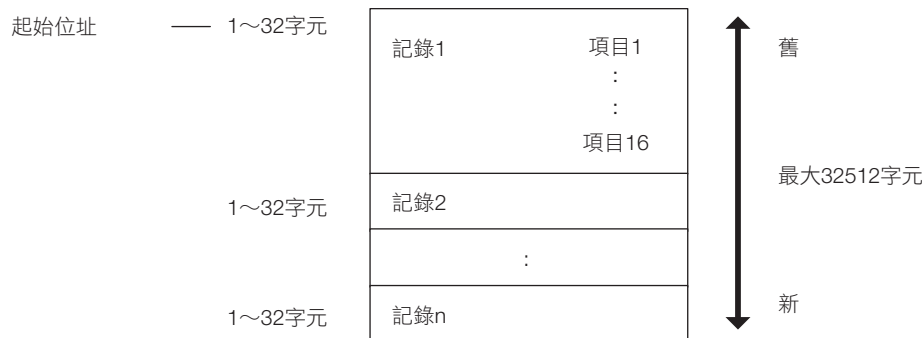 起始位址 1～32字元
記錄1 項目1
:
:
項目16
舊
最大32512字元
1～32字元 記錄2
:
新
1～32字元 記錄n